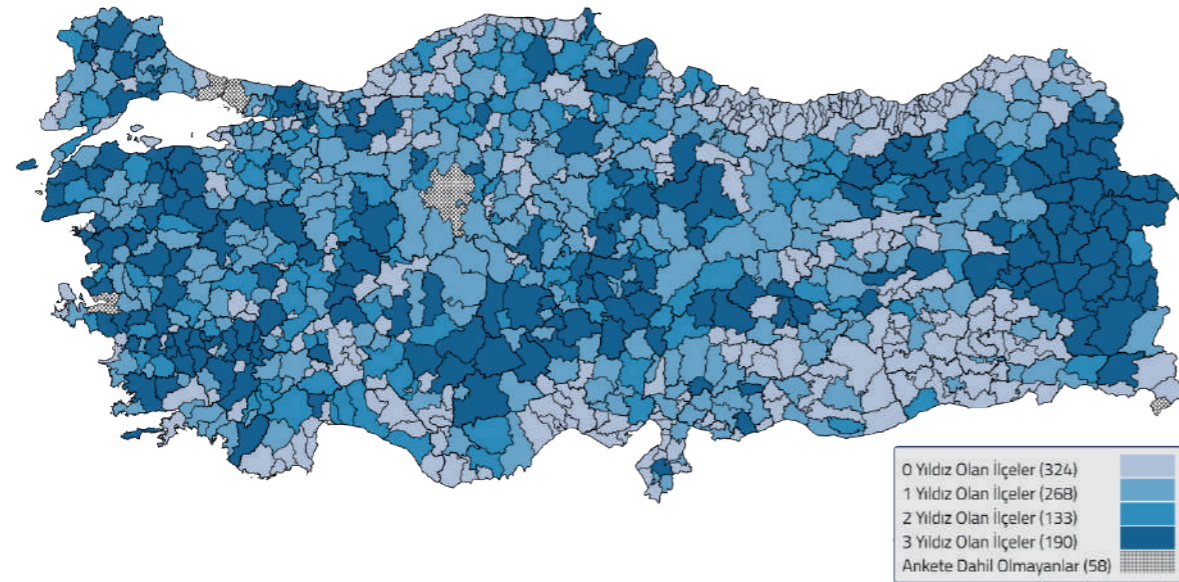 0 Yıldız Olan İlçeler (324)
1 Yıldız Olan İlçeler (268)
2 Yıldız Olan İlçeler (133)
3 Yıldız Olan İlçeler (190)
Ankete Dahil Olmayanlar (58)